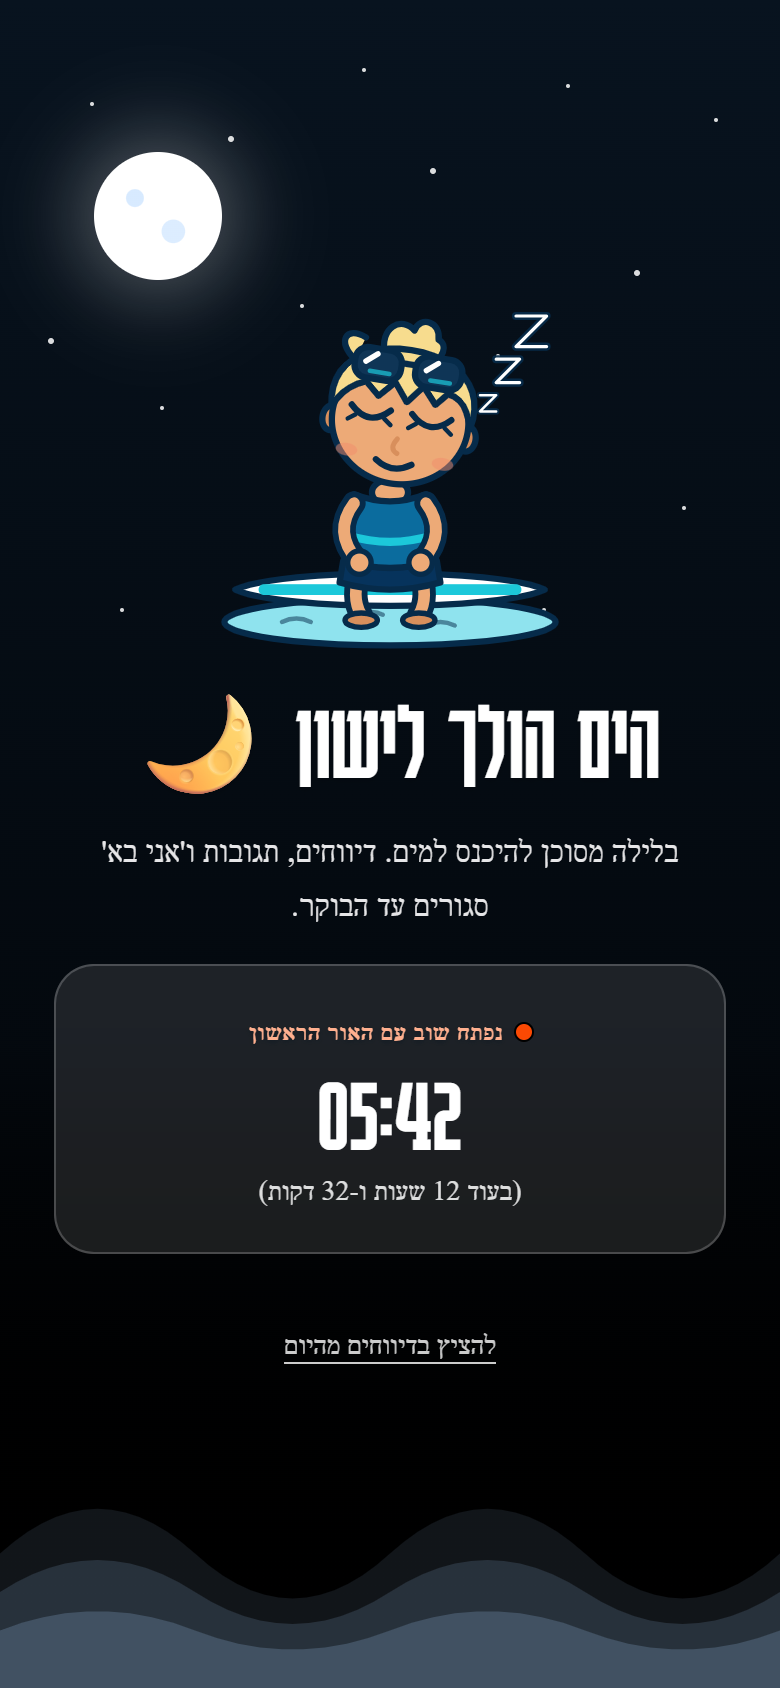 Z
Z
Z
הים הולך לישון 🌙
בלילה מסוכן להיכנס למים. דיווחים, תגובות ו'אני בא'
סגורים עד הבוקר.
נפתח שוב עם האור הראשון
05:42
(בעוד 12 שעות ו-32 דקות)
להציץ בדיווחים מהיום